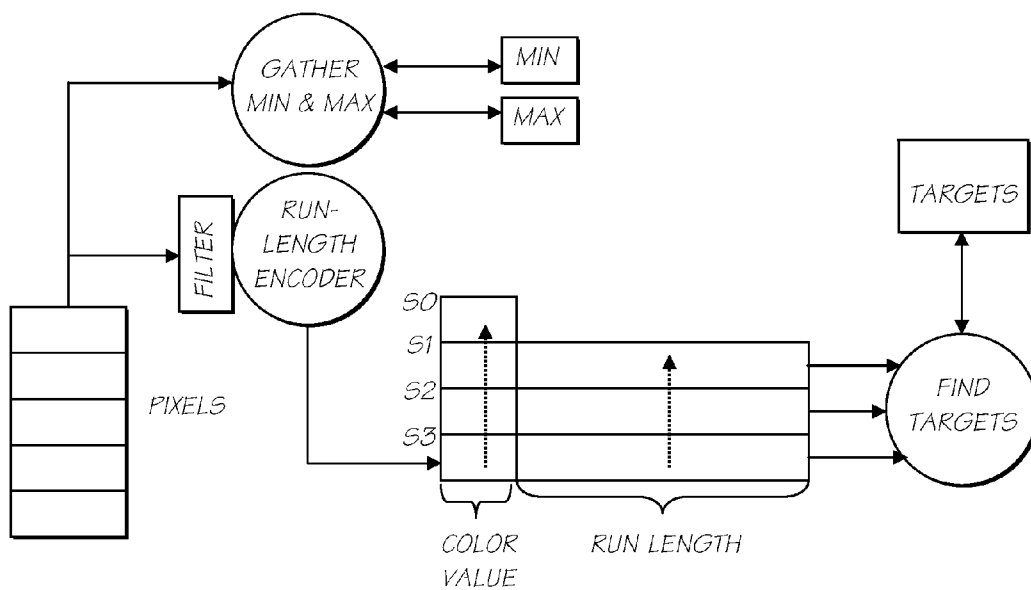 GATHER
MIN & MAX
MIN
MAX
FILTER
RUN-
LENGTH
ENCODER
TARGETS
PIXELS
S0
S1
S2
S3
FIND
TARGETS
COLOR
VALUE
RUN LENGTH